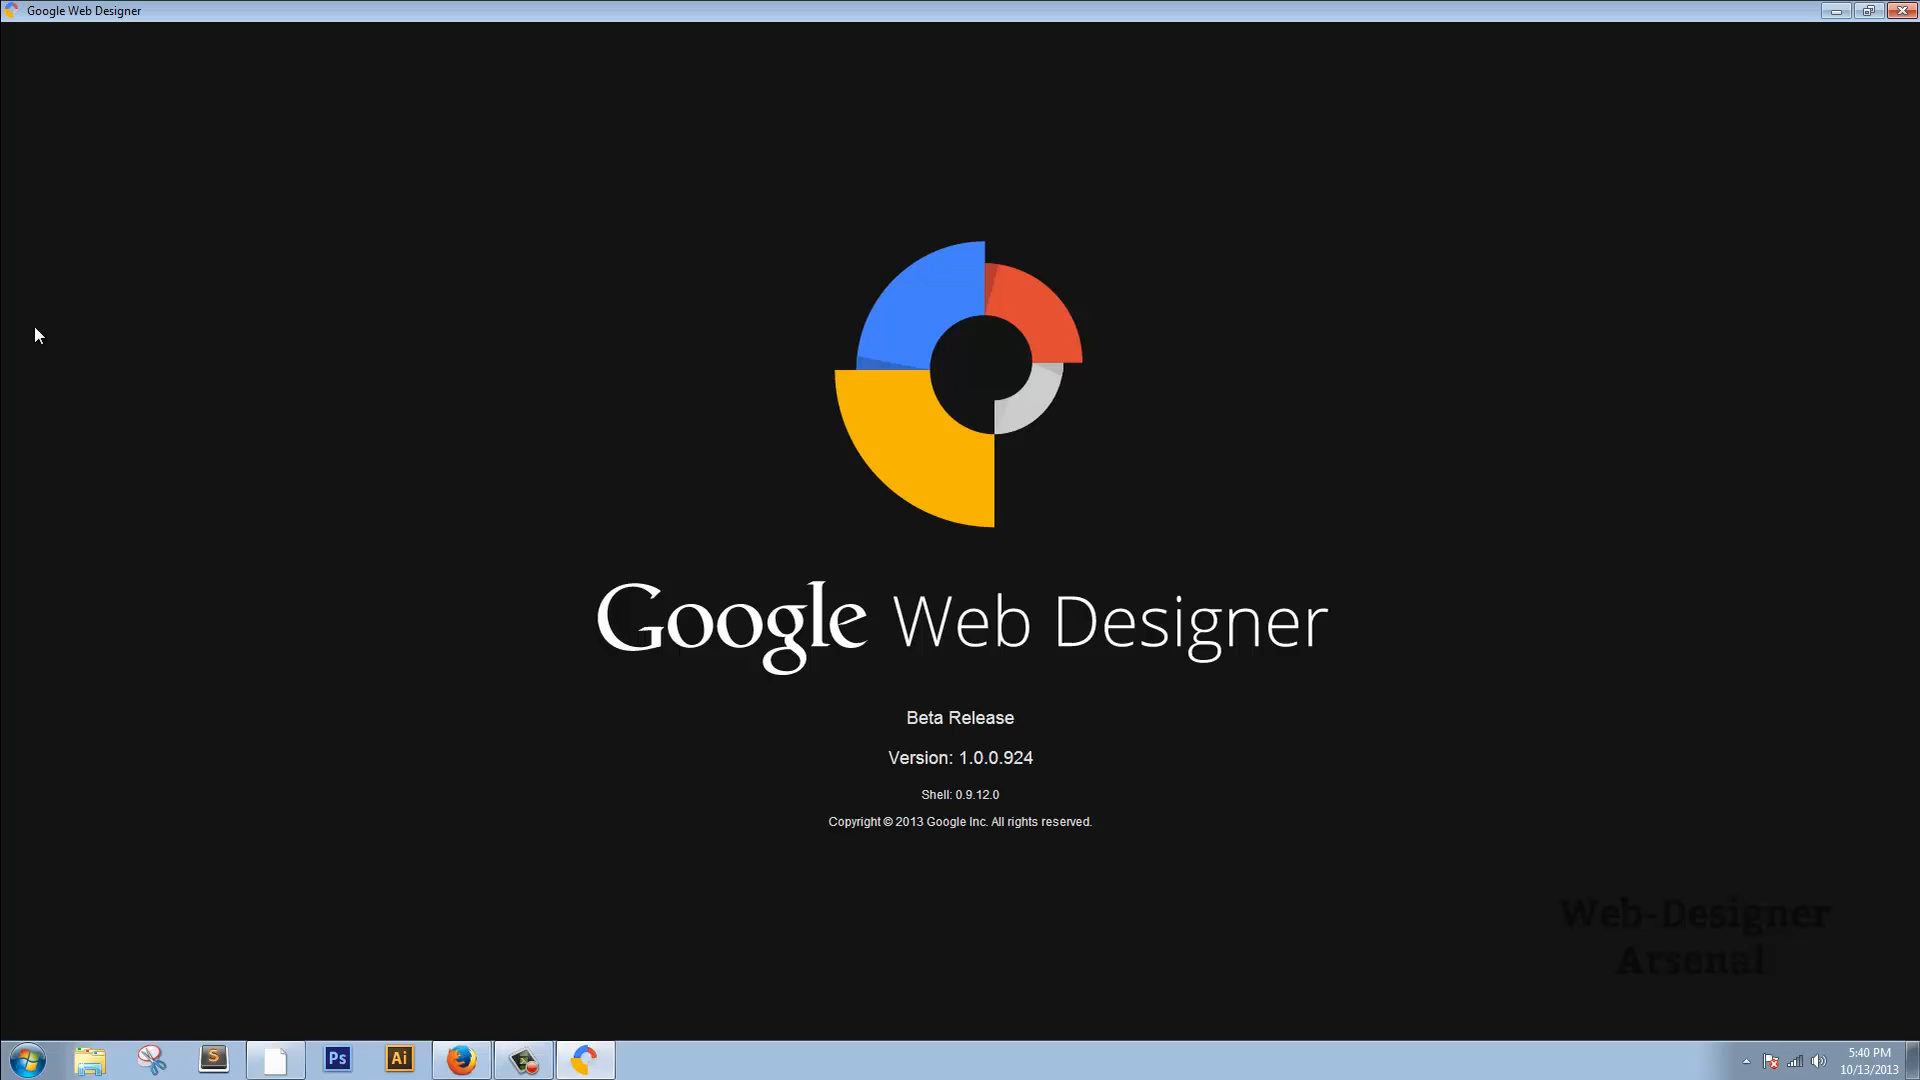 Google Web Designer
Google Web Designer
Beta Release
Version: 1.0.0.924
Shell: 0.9.12.0
Copyright © 2013 Google Inc. All rights reserved.
Web-Designer
Arsenal
S
Ps
Ai
5:40 PM
10/13/2013